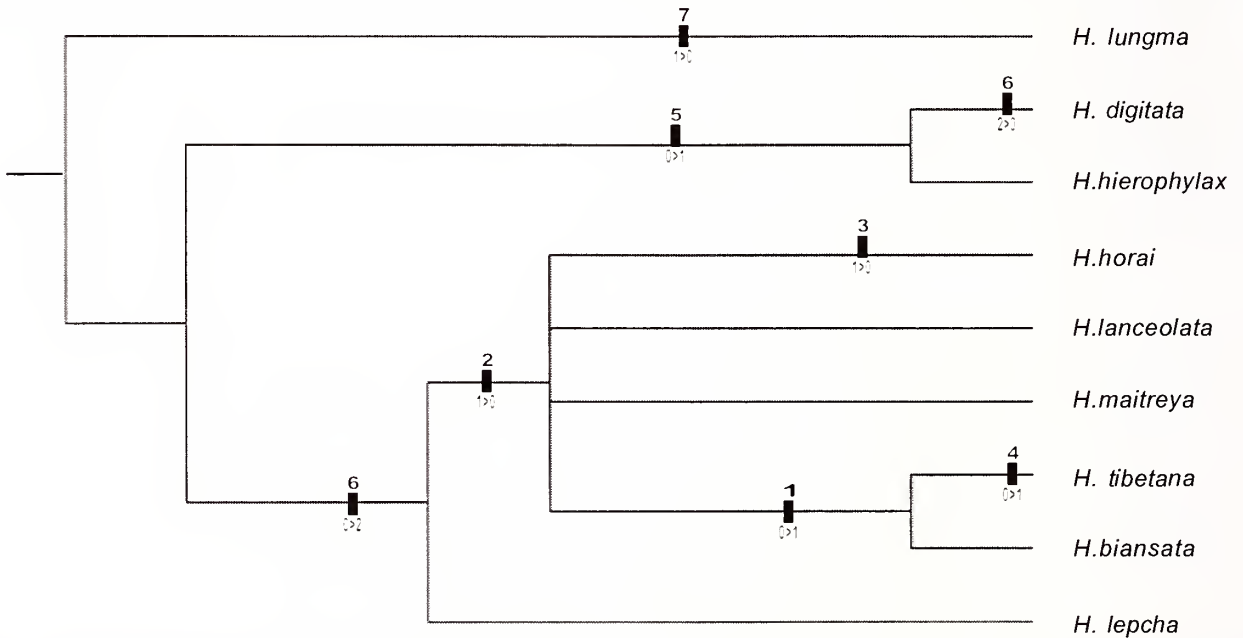 7
1>0
H. lungma
6
2>0
H. digitata
5
0>1
H.hierophylax
3
1>0
H.horai
H.lanceolata
2
1>0
H.maitreya
4
0>1
H. tibetana
6
0>2
1
0>1
H.biansata
H. lepcha